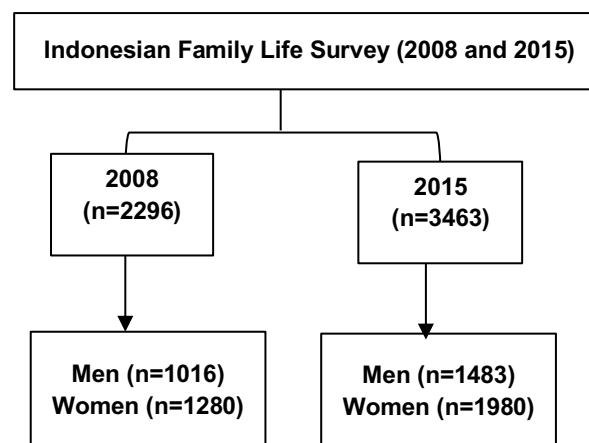 Indonesian Family Life Survey (2008 and 2015)
2008
(n=2296)
2015
(n=3463)
Men (n=1016)
Women (n=1280)
Men (n=1483)
Women (n=1980)